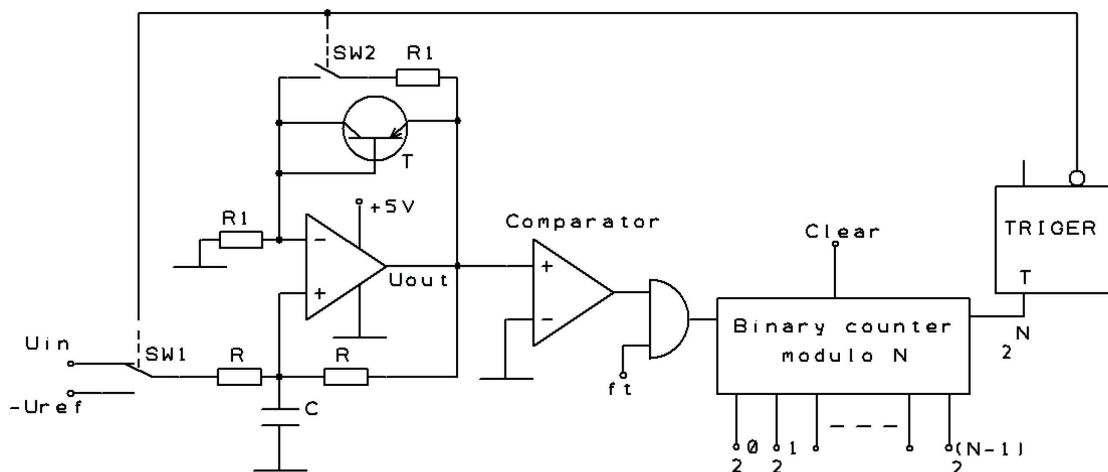 SW2
R1
T
R1
+5V
-
+
Uout
Comparator
+
-
Clear
TRIGER
T
Uin
SW1
R
R
-Uref
C
ft
Binary counter
modulo N
2 N
2 0
2 1
- - -
2 (N-1)